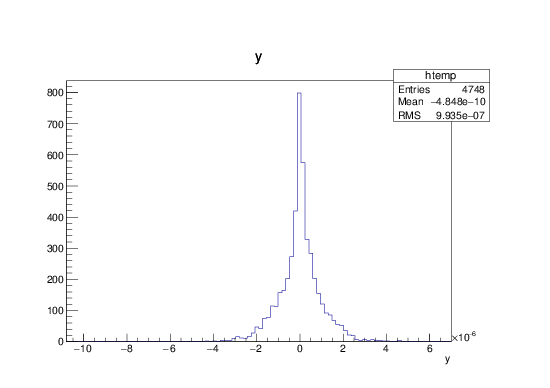 y
htemp
Entries 4748
Mean −4.848e−10
RMS 9.935e−07
800
700
600
500
400
300
200
100
0
−10 −8 −6 −4 −2 0 2 4 6
×10⁻⁶
y